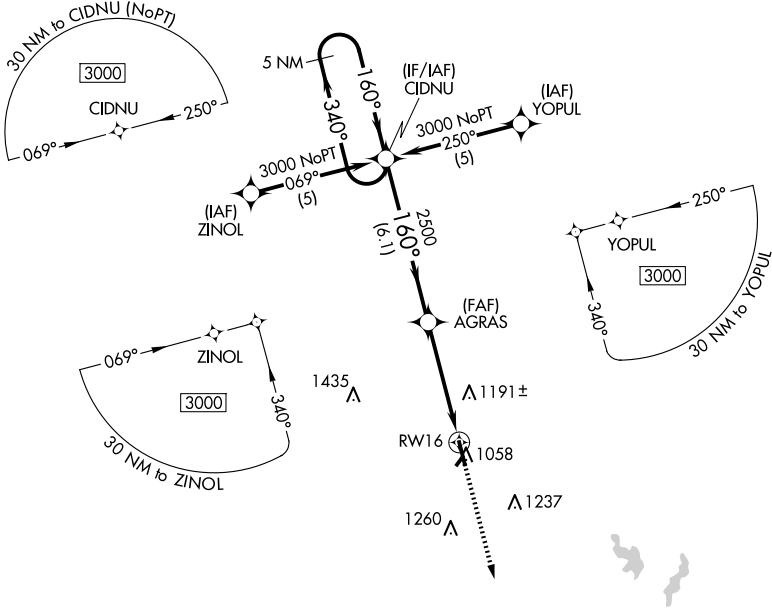 30 NM to CIDNU (NoPT)
3000
CIDNU
069°
250°
5 NM
340°
160°
(IF/IAF)
CIDNU
(IAF)
YOPUL
3000 NoPT
250°
(5)
3000 NoPT
069°
(5)
(IAF)
ZINOL
2500
160°
(6.1)
(FAF)
AGRAS
250°
YOPUL
3000
340°
30 NM to YOPUL
069°
ZINOL
3000
340°
30 NM to ZINOL
1435
1191±
RW16
1058
1237
1260